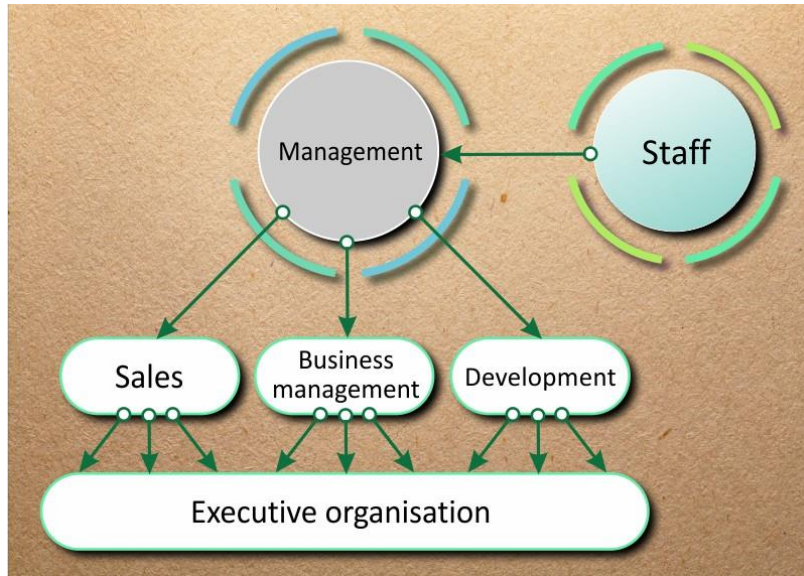 Management
Staff
Sales
Business
management
Development
Executive organisation